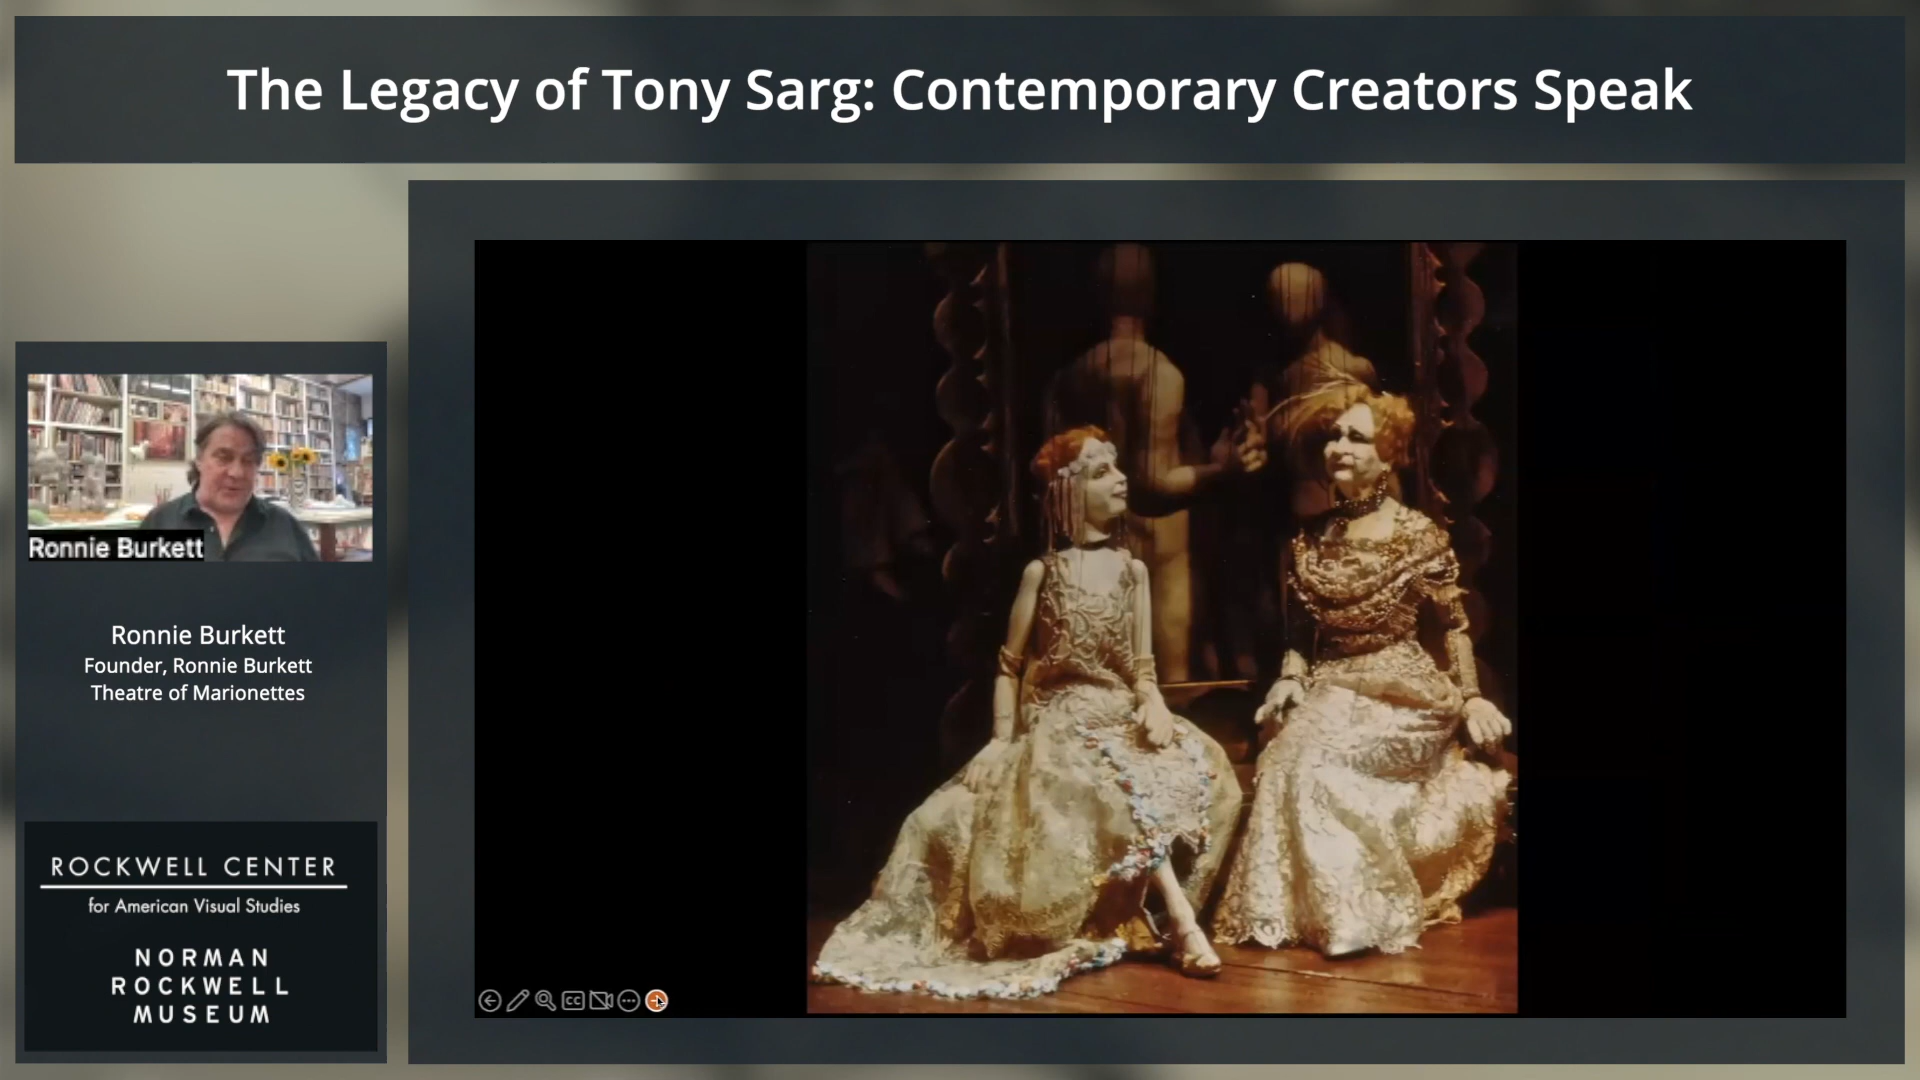 The Legacy of Tony Sarg: Contemporary Creators Speak
Ronnie Burkett
Ronnie Burkett
Founder, Ronnie Burkett
Theatre of Marionettes
ROCKWELL CENTER
for American Visual Studies
NORMAN
ROCKWELL
MUSEUM
CC